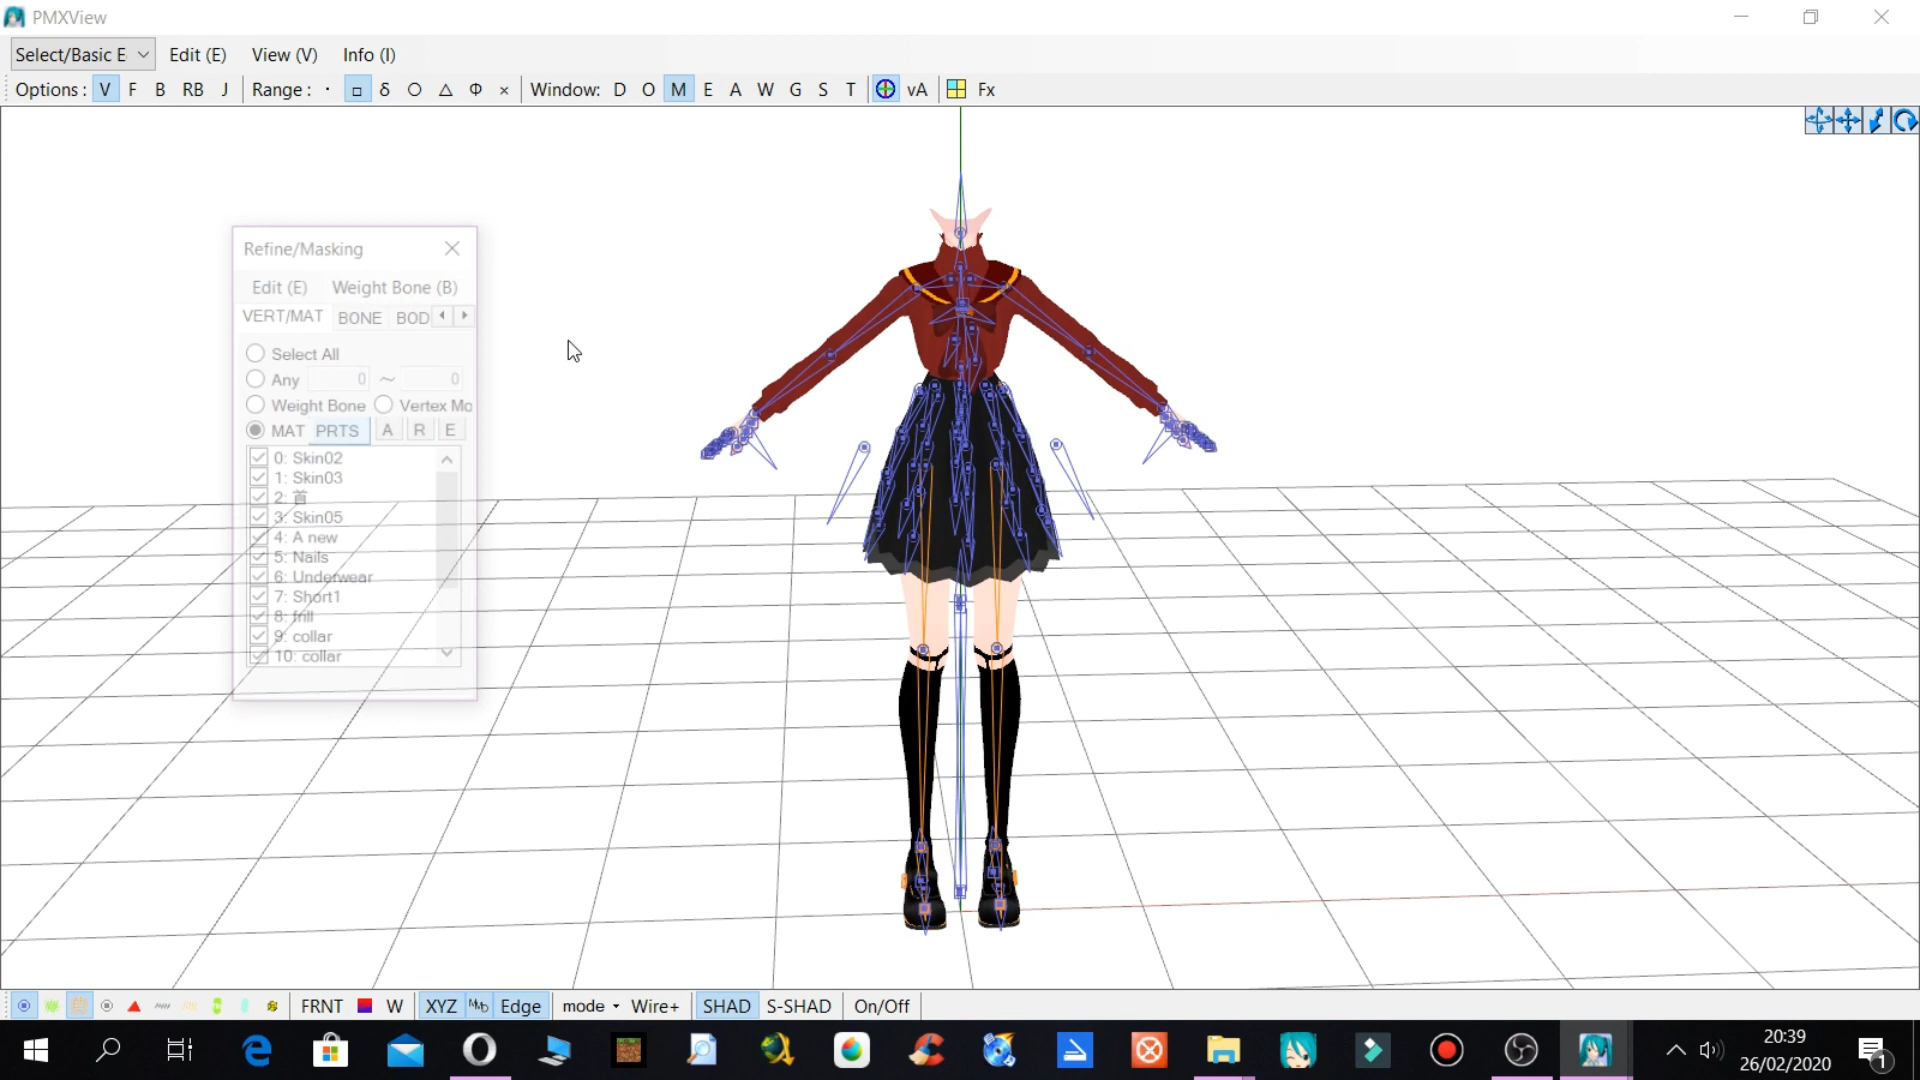 PMXView
Select/Basic E Edit (E) View (V) Info (I)
Options : V F B RB J Range : · □ δ O △ Φ × Window: D O M E A W G S T vA Fx
Refine/Masking
Edit (E) Weight Bone (B)
VERT/MAT BONE BOD
Select All
Any 0 ~ 0
Weight Bone Vertex Mo
MAT PRTS A R E
0: Skin02
1: Skin03
2: 首
3: Skin05
4: A new
5: Nails
6: Underwear
7: Short1
8: frill
9: collar
10: collar
FRNT W XYZ Edge mode Wire+ SHAD S-SHAD On/Off
20:39
26/02/2020
1